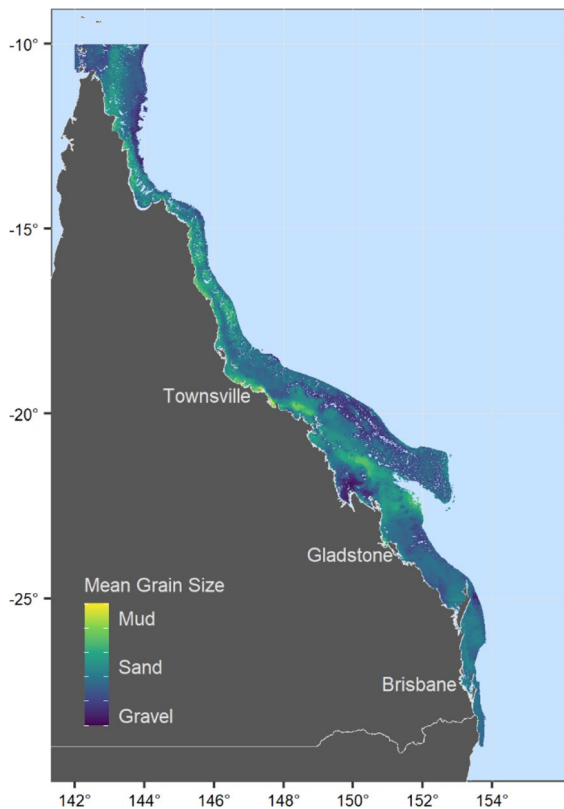 -10°
-15°
Townsville
-20°
Gladstone
Mean Grain Size
-25°
Mud
Sand
Brisbane
Gravel
142° 144° 146° 148° 150° 152° 154°